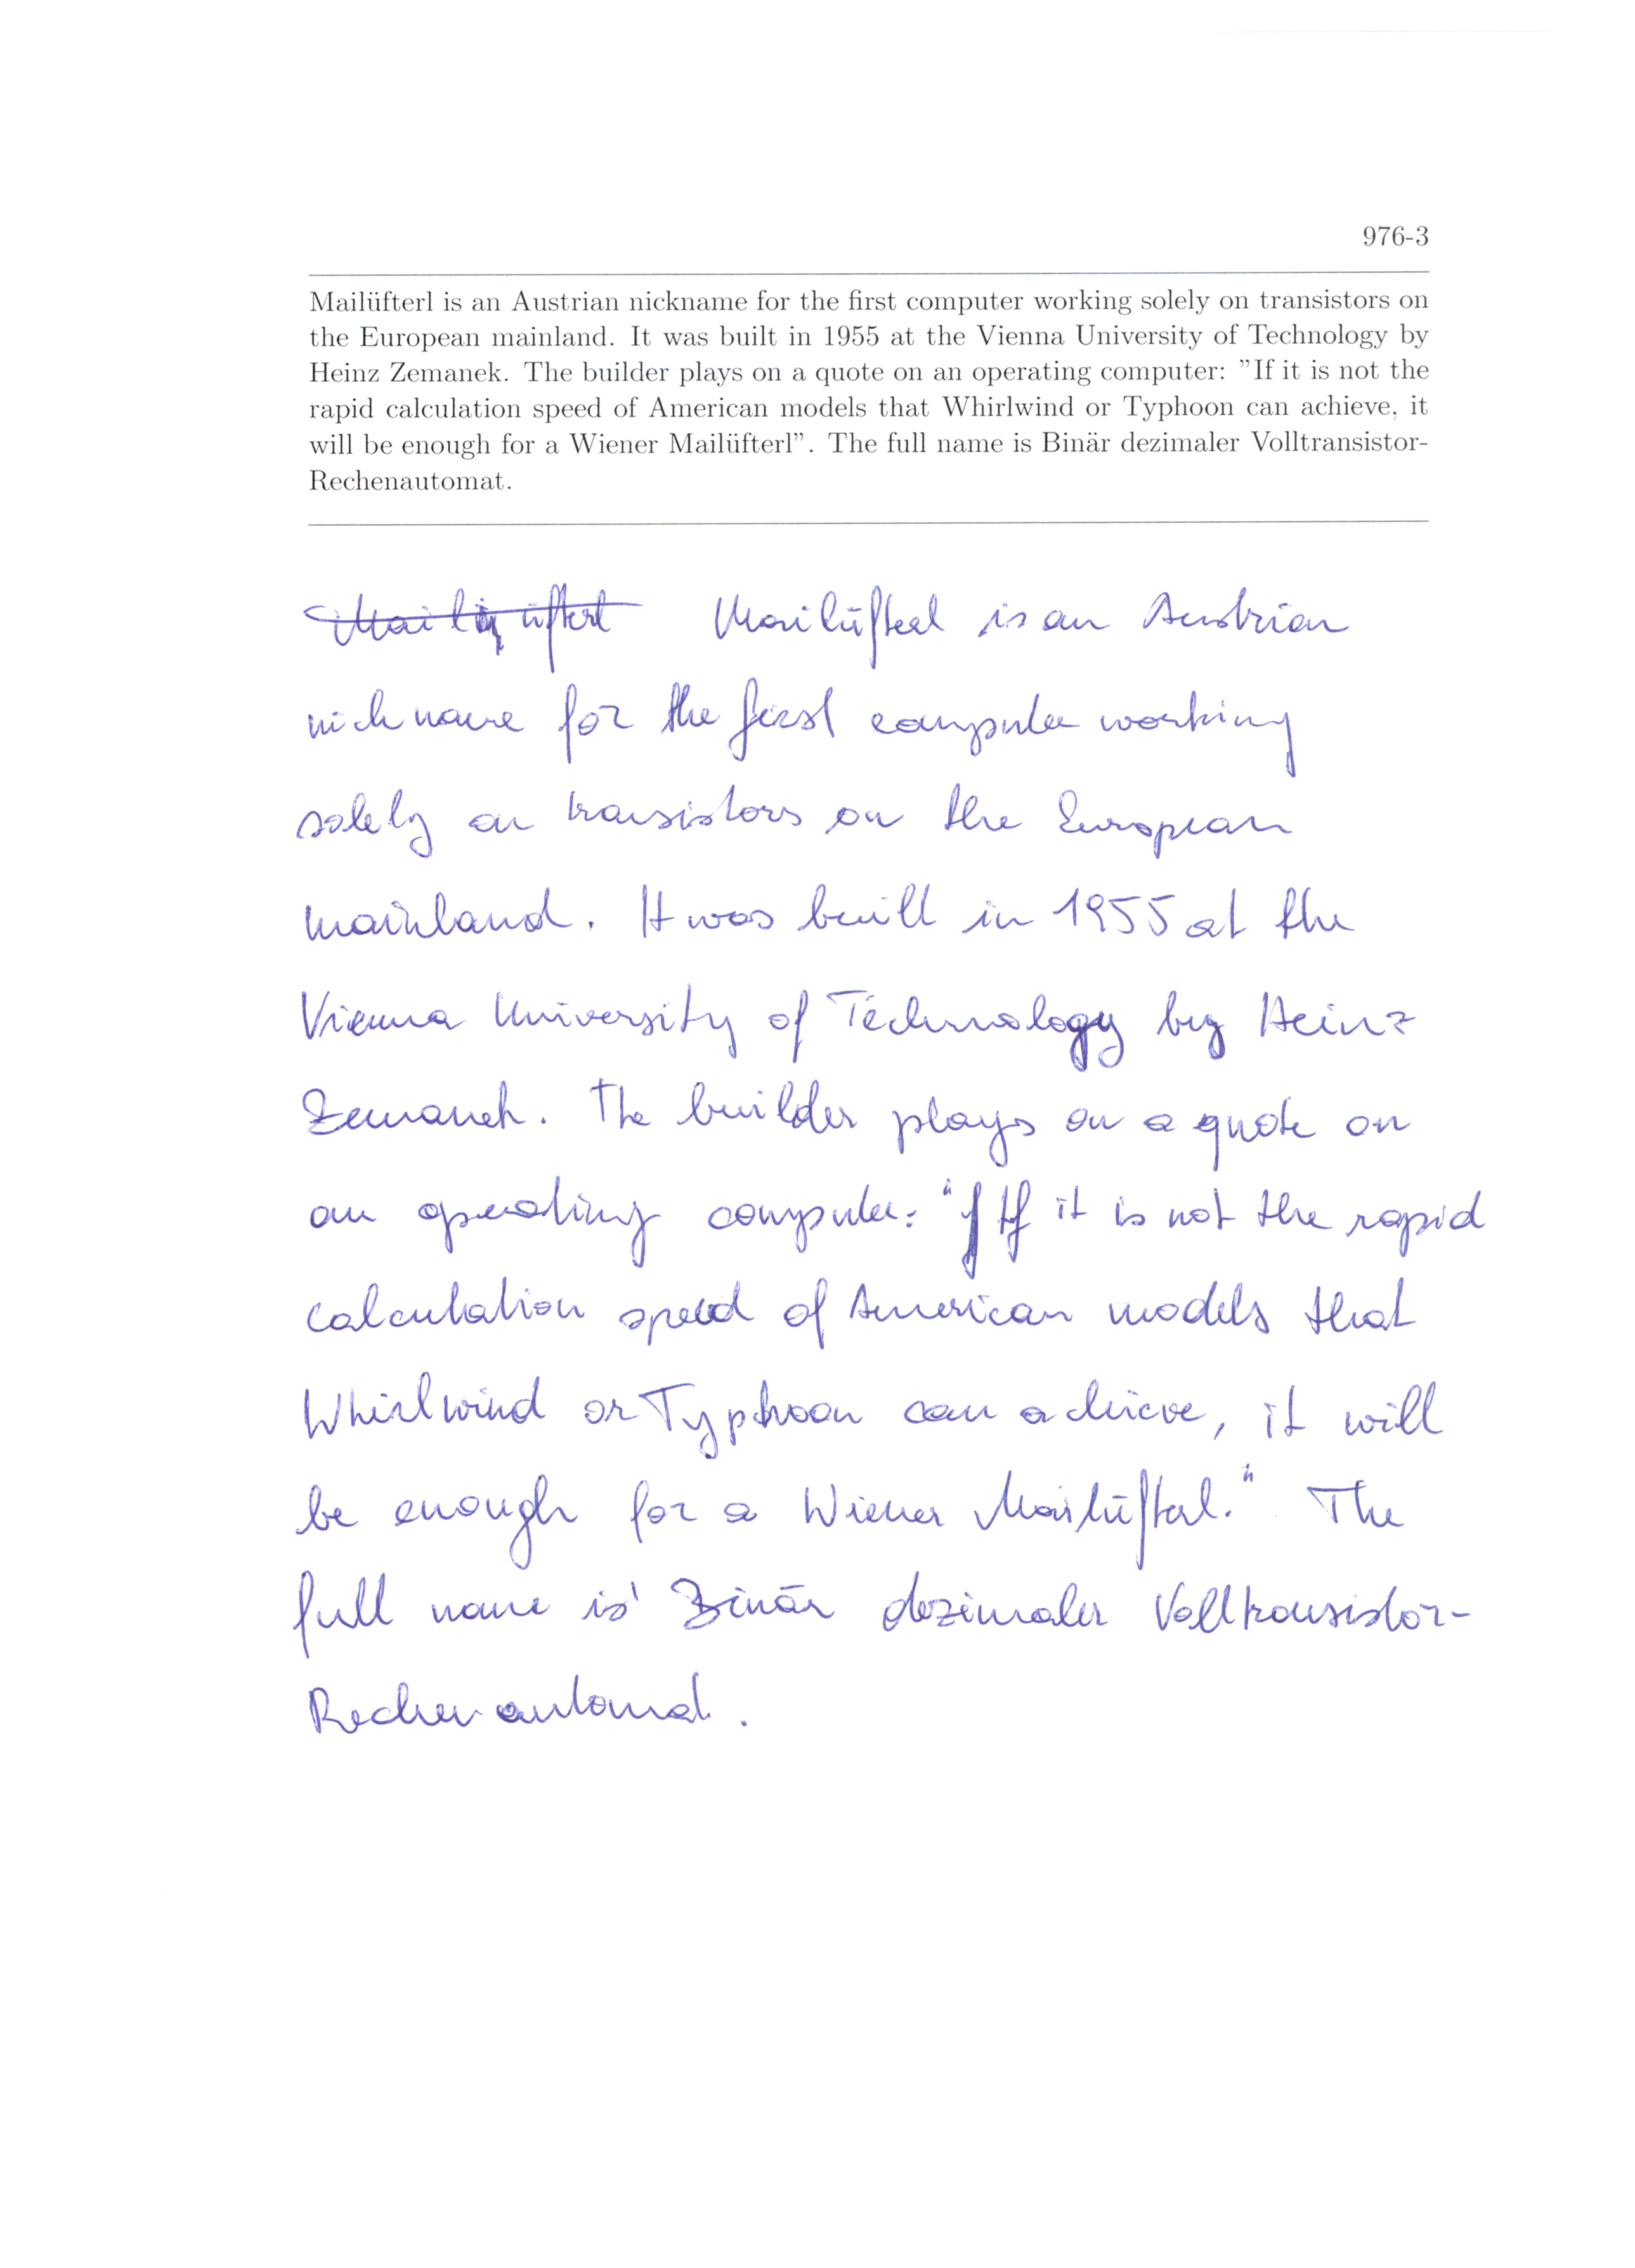 976-3
Mailüfterl is an Austrian nickname for the first computer working solely on transistors on
the European mainland. It was built in 1955 at the Vienna University of Technology by
Heinz Zemanek. The builder plays on a quote on an operating computer: "If it is not the
rapid calculation speed of American models that Whirlwind or Typhoon can achieve, it
will be enough for a Wiener Mailüfterl". The full name is Binär dezimaler Volltransistor-
Rechenautomat.
Mailüfterl is an Austrian
nickname for the first computer working
solely on transistors on the European
mainland. It was built in 1955 at the
Vienna University of Technology by Heinz
Zemanek. The builder plays on a quote on
an operating computer: "If it is not the rapid
calculation speed of American models that
Whirlwind or Typhoon can achieve, it will
be enough for a Wiener Mailüfterl." The
full name is Binär dezimaler Volltransistor-
Rechenautomat.